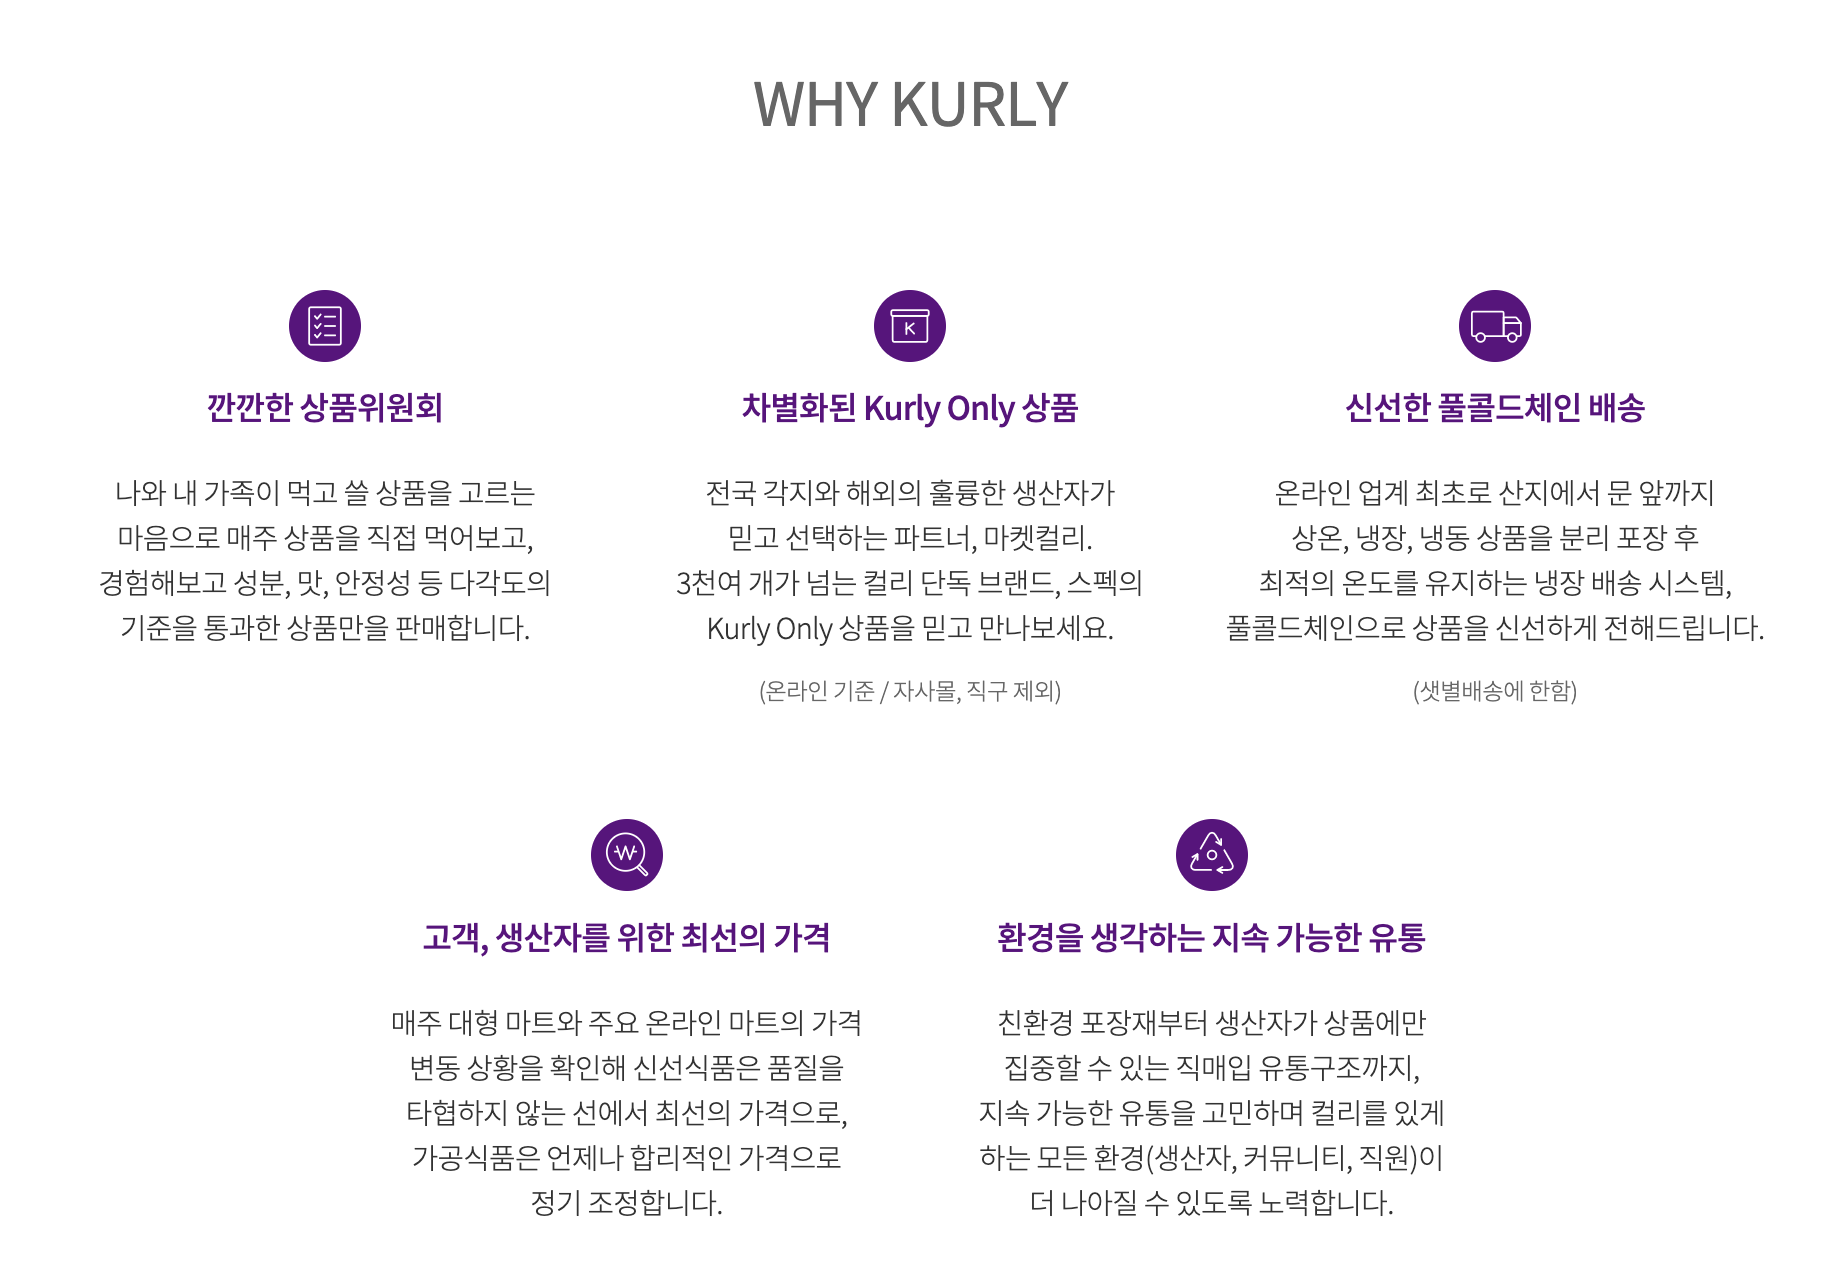 WHY KURLY
K
깐깐한 상품위원회
나와 내 가족이 먹고 쓸 상품을 고르는
마음으로 매주 상품을 직접 먹어보고,
경험해보고 성분, 맛, 안정성 등 다각도의
기준을 통과한 상품만을 판매합니다.
차별화된 Kurly Only 상품
전국 각지와 해외의 훌륭한 생산자가
믿고 선택하는 파트너, 마켓컬리.
3천여 개가 넘는 컬리 단독 브랜드, 스펙의
Kurly Only 상품을 믿고 만나보세요.
(온라인 기준 / 자사몰, 직구 제외)
신선한 풀콜드체인 배송
온라인 업계 최초로 산지에서 문 앞까지
상온, 냉장, 냉동 상품을 분리 포장 후
최적의 온도를 유지하는 냉장 배송 시스템,
풀콜드체인으로 상품을 신선하게 전해드립니다.
(샛별배송에 한함)
₩
고객, 생산자를 위한 최선의 가격
매주 대형 마트와 주요 온라인 마트의 가격
변동 상황을 확인해 신선식품은 품질을
타협하지 않는 선에서 최선의 가격으로,
가공식품은 언제나 합리적인 가격으로
정기 조정합니다.
환경을 생각하는 지속 가능한 유통
친환경 포장재부터 생산자가 상품에만
집중할 수 있는 직매입 유통구조까지,
지속 가능한 유통을 고민하며 컬리를 있게
하는 모든 환경(생산자, 커뮤니티, 직원)이
더 나아질 수 있도록 노력합니다.